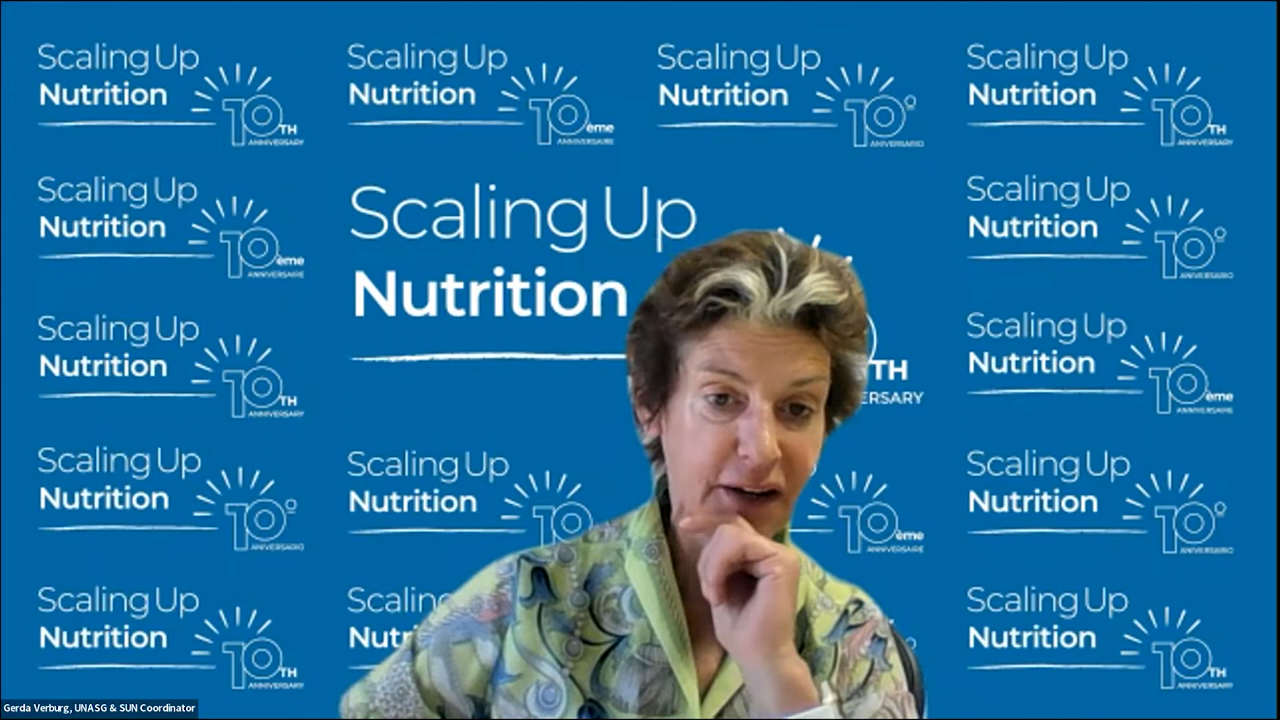 Scaling Up
Nutrition
10TH
ANNIVERSARY
Scaling Up
Nutrition
10ème
ANNIVERSAIRE
Scaling Up
Nutrition
10º
ANIVERSARIO
Scaling Up
Nutrition
10TH
ANNIVERSARY
Scaling Up
Nutrition
10ème
ANNIVERSAIRE
Scaling Up
Nutrition
TH
ERSARY
Scaling Up
Nutrition
10º
ANIVERSARIO
Scaling Up
Nutrition
10TH
ANNIVERSARY
Scaling Up
Nutrition
10ème
ANNIVERSAIRE
Scaling Up
Nutrition
10º
ANIVERSARIO
Scaling Up
Nutrition
10
10ème
ANNIVERSAIRE
Scaling Up
Nutrition
10º
ANIVERSARIO
Scaling Up
Nutrition
10TH
ANNIVERSARY
Scaling
Nutr
Scaling Up
Nutrition
10TH
ANNIVERSARY
Gerda Verburg, UNASG & SUN Coordinator